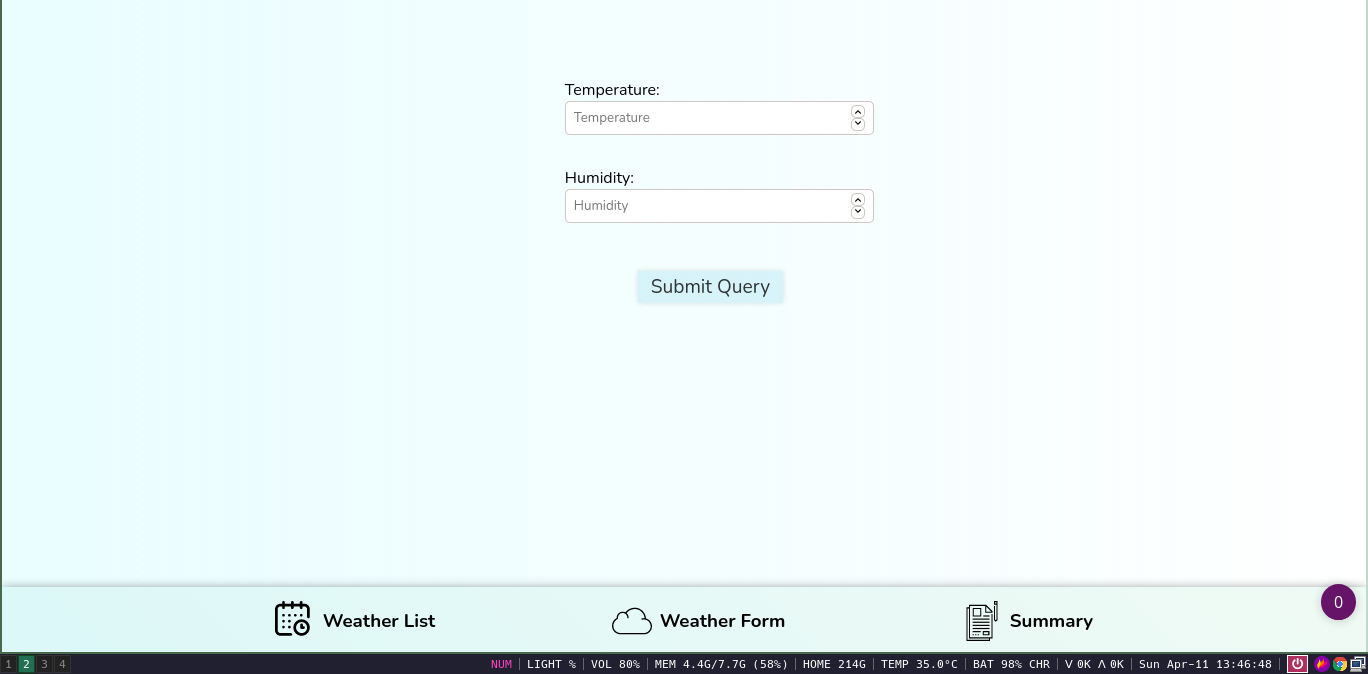 Temperature:
Temperature
Humidity:
Humidity
Submit Query
0
Weather List Weather Form Summary
1 2 3 4 NUM | LIGHT % | VOL 80% | MEM 4.4G/7.7G (58%) | HOME 214G | TEMP 35.0°C | BAT 98% CHR | V 0K Λ 0K | Sun Apr-11 13:46:48 |